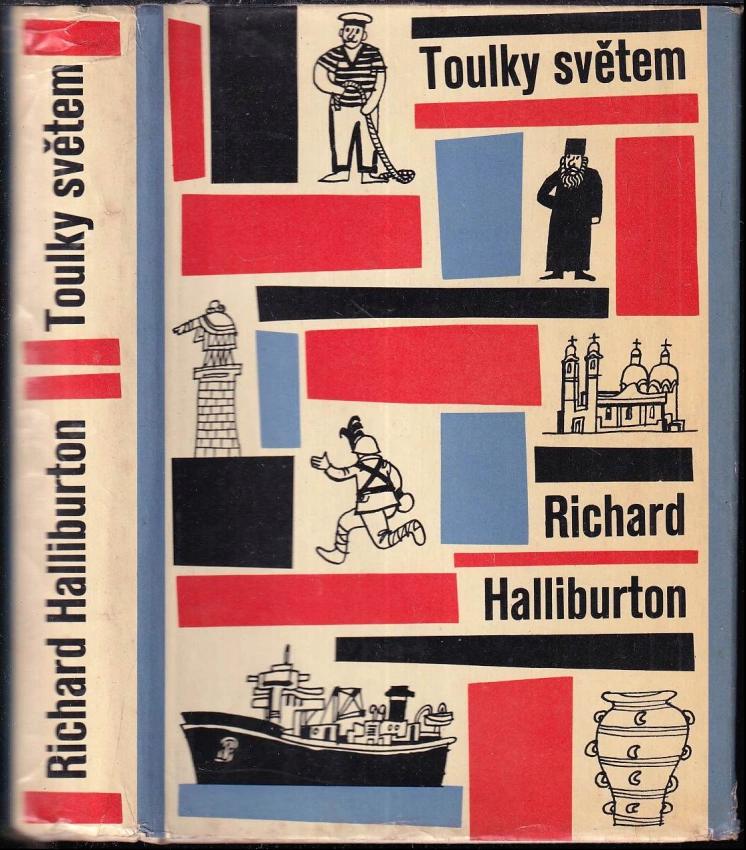 Toulky světem
Richard
Halliburton
Richard Halliburton
Toulky světem